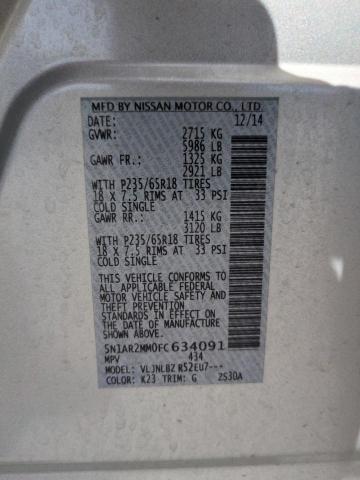 MFD BY NISSAN MOTOR CO., LTD.
DATE: 12/14
GVWR: 2715 KG
5986 LB
GAWR FR.: 1325 KG
2921 LB
WITH P235/65R18 TIRES
18 X 7.5 RIMS AT 33 PSI
COLD SINGLE
GAWR RR.: 1415 KG
3120 LB
WITH P235/65R18 TIRES
18 X 7.5 RIMS AT 33 PSI
COLD SINGLE
THIS VEHICLE CONFORMS TO
ALL APPLICABLE FEDERAL
MOTOR VEHICLE SAFETY
AND THEFT PREVENTION
STANDARDS IN EFFECT ON
THE DATE OF MANUFACTURE
SHOWN ABOVE.
5N1AR2MM0FC634091
MPV 434
MODEL: VLJNLBZ R52EU7---
COLOR: K23 TRIM: G 2S30A